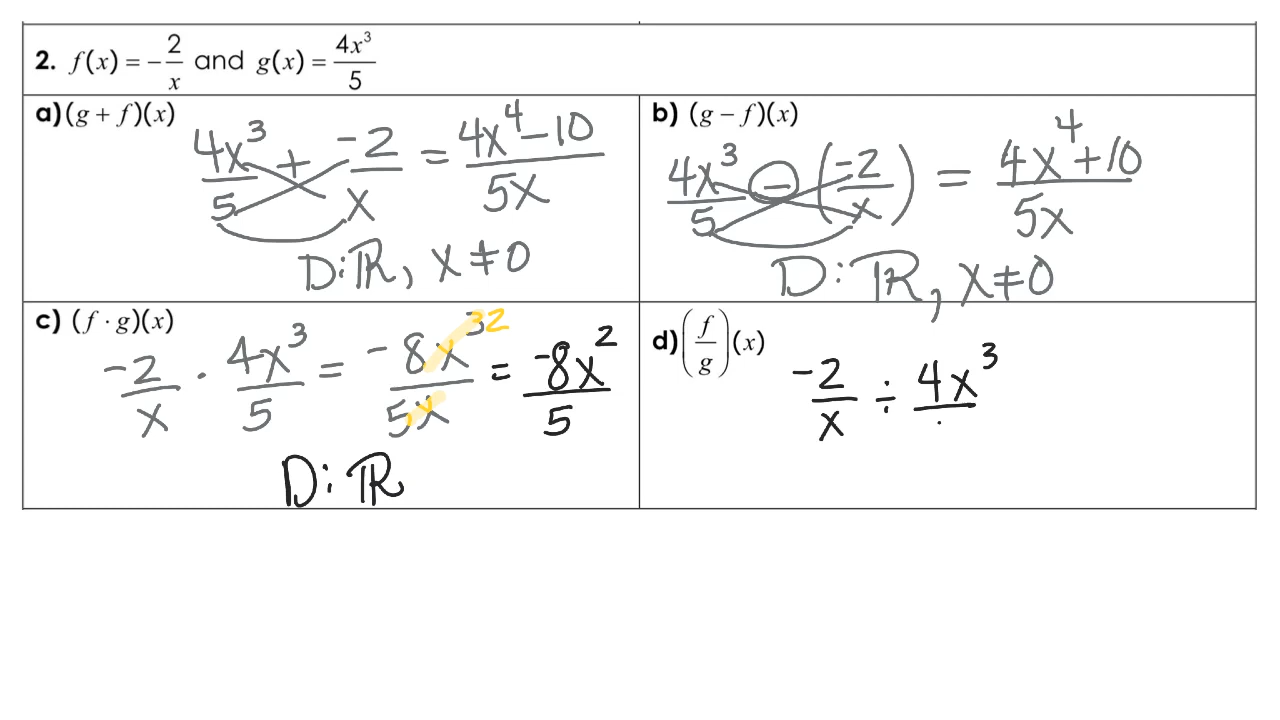 2. f(x) = -2/x and g(x) = 4x³/5
a) (g + f)(x)
4x³/5 + -2/x = 4x⁴-10/5x
D: ℝ, x≠0
b) (g − f)(x)
4x³/5 - (-2/x) = 4x⁴+10/5x
D: ℝ, x≠0
c) (f · g)(x)
-2/x · 4x³/5 = -8x³2/5x = -8x²/5
D: ℝ
d) (f/g)(x)
-2/x ÷ 4x³